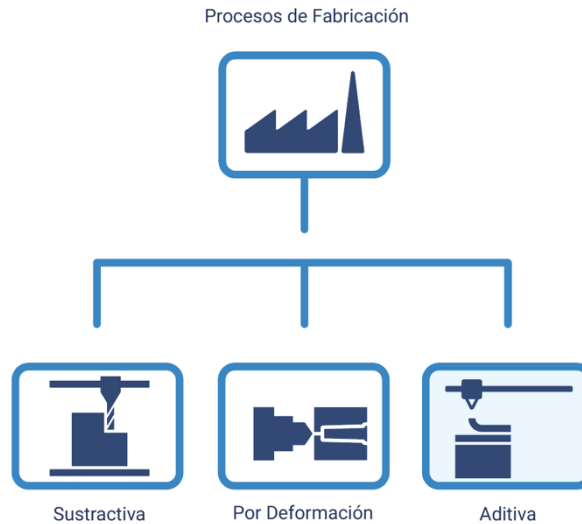 Procesos de Fabricación
Sustractiva
Por Deformación
Aditiva